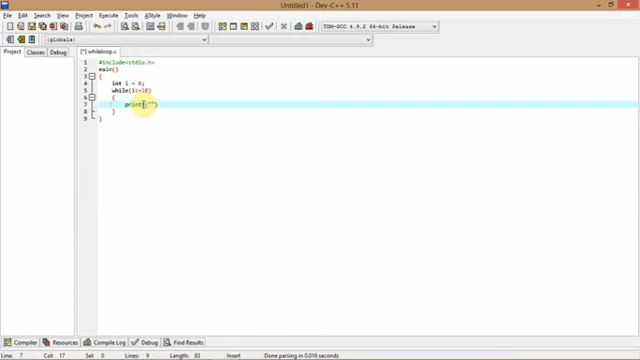 Untitled1 - Dev-C++ 5.11
File Edit Search View Project Execute Tools AStyle Window Help
TDM-GCC 4.9.2 64-bit Release
(globals)
Project Classes Debug [*] whileloop.c
1 #include<stdio.h>
2 main()
3 {
4 int i = 0;
5 while(i<=10)
6 {
7 print("")
8 }
9 }
Compiler Resources Compile Log Debug Find Results
Line: 7 Col: 17 Sel: 0 Lines: 9 Length: 83 Insert Done parsing in 0.016 seconds